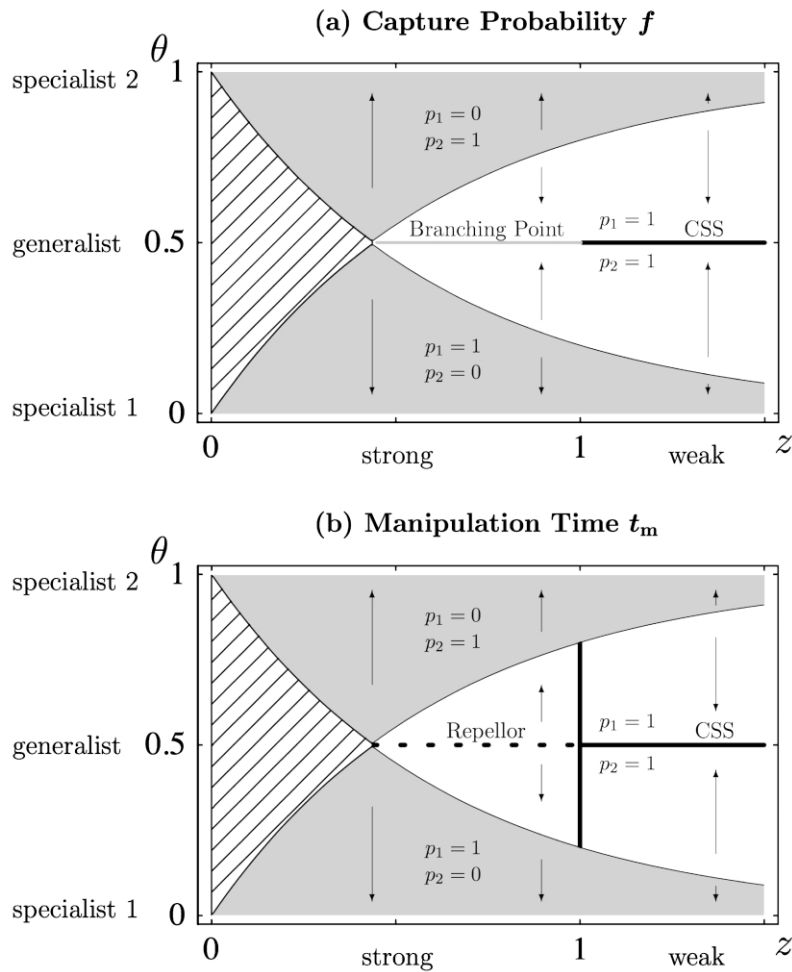 (a) Capture Probability f
θ
specialist 2 1
p₁ = 0
p₂ = 1
generalist 0.5
Branching Point
p₁ = 1
CSS
p₂ = 1
p₁ = 1
p₂ = 0
specialist 1 0
0 1 z
strong weak
(b) Manipulation Time tₘ
θ
specialist 2 1
p₁ = 0
p₂ = 1
generalist 0.5
Repellor
p₁ = 1
CSS
p₂ = 1
p₁ = 1
p₂ = 0
specialist 1 0
0 1 z
strong weak